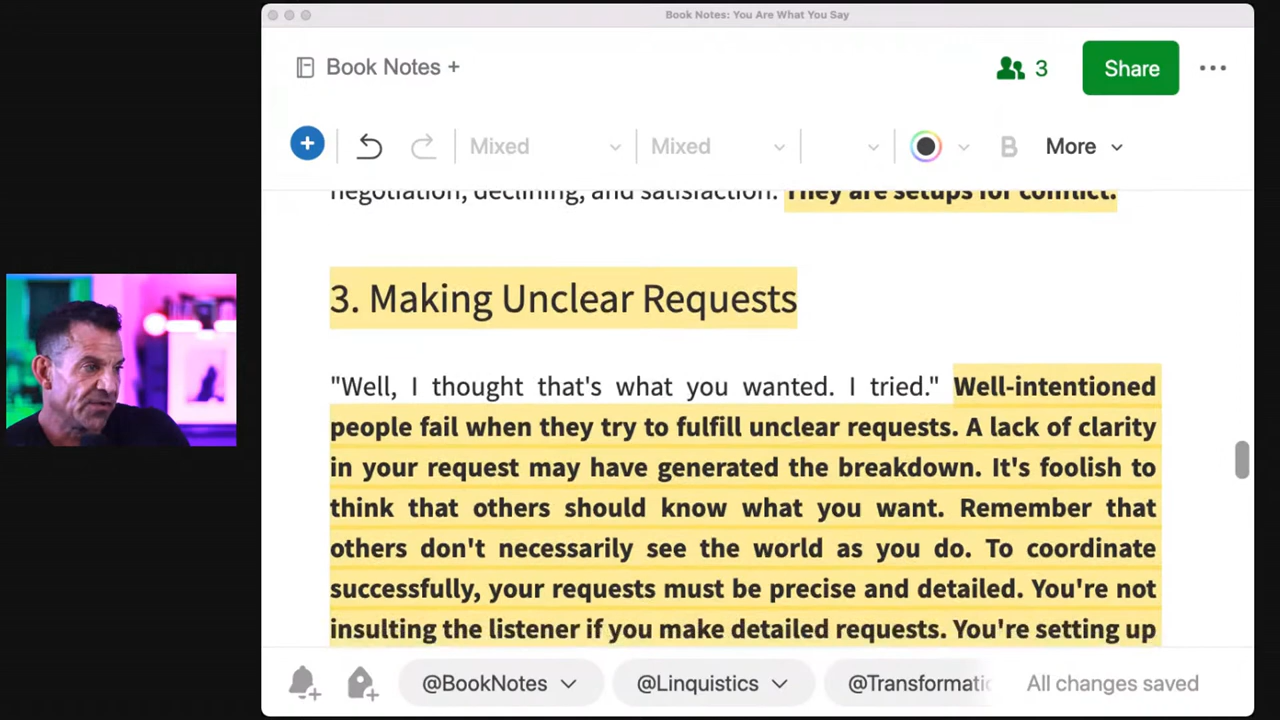 Book Notes: You Are What You Say
Book Notes +
3
Share
Mixed
Mixed
B
More
negotiation, declining, and satisfaction. They are setups for conflict.
3. Making Unclear Requests
"Well, I thought that's what you wanted. I tried." Well-intentioned
people fail when they try to fulfill unclear requests. A lack of clarity
in your request may have generated the breakdown. It's foolish to
think that others should know what you want. Remember that
others don't necessarily see the world as you do. To coordinate
successfully, your requests must be precise and detailed. You're not
insulting the listener if you make detailed requests. You're setting up
@BookNotes
@Linquistics
@Transformatic
All changes saved